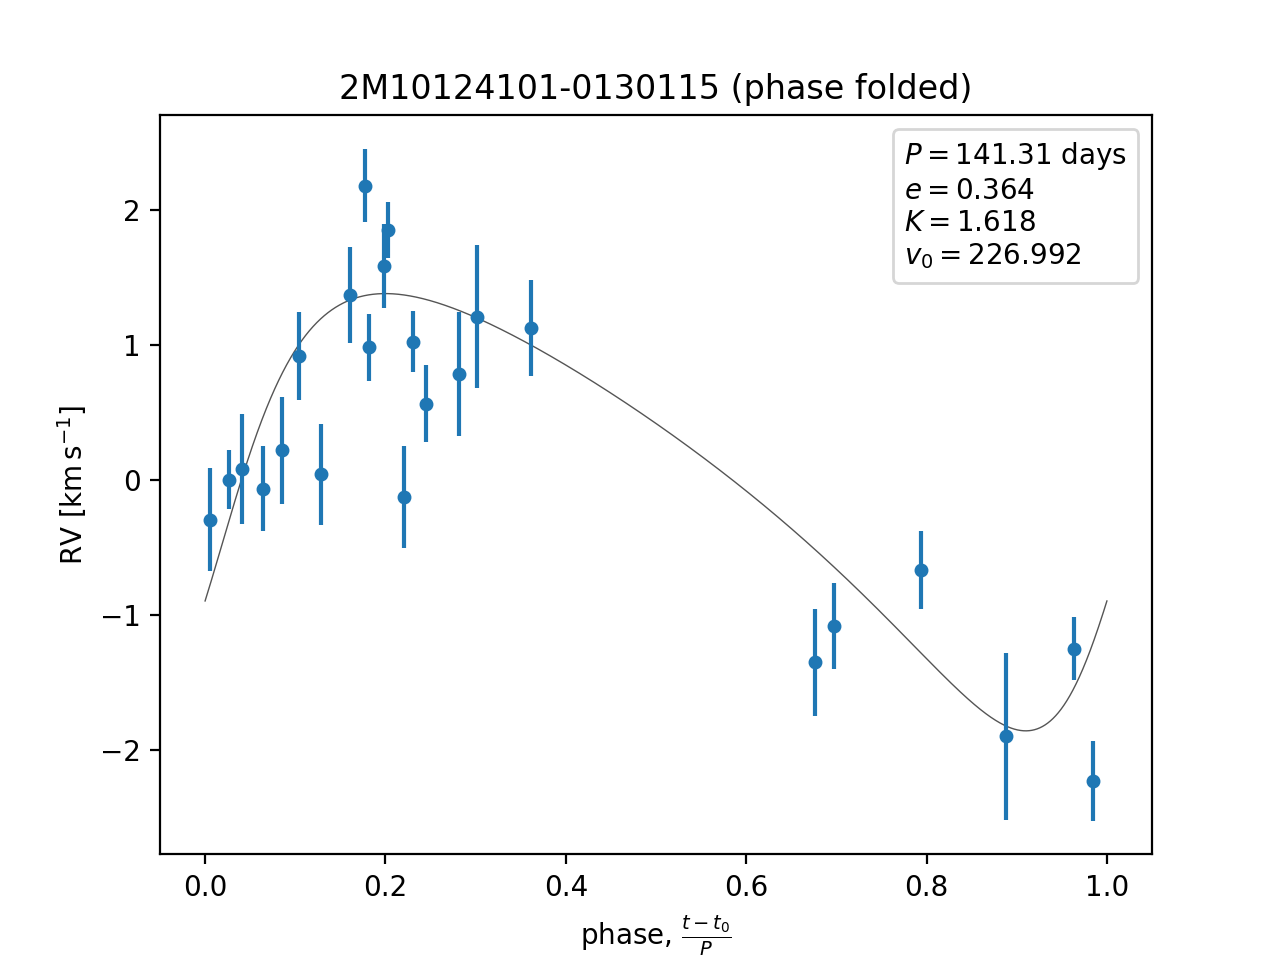 2M10124101-0130115 (phase folded)
P = 141.31 days
e = 0.364
K = 1.618
v₀ = 226.992
RV [km s⁻¹]
2
1
0
−1
−2
0.0 0.2 0.4 0.6 0.8 1.0
phase, (t − t₀)/P